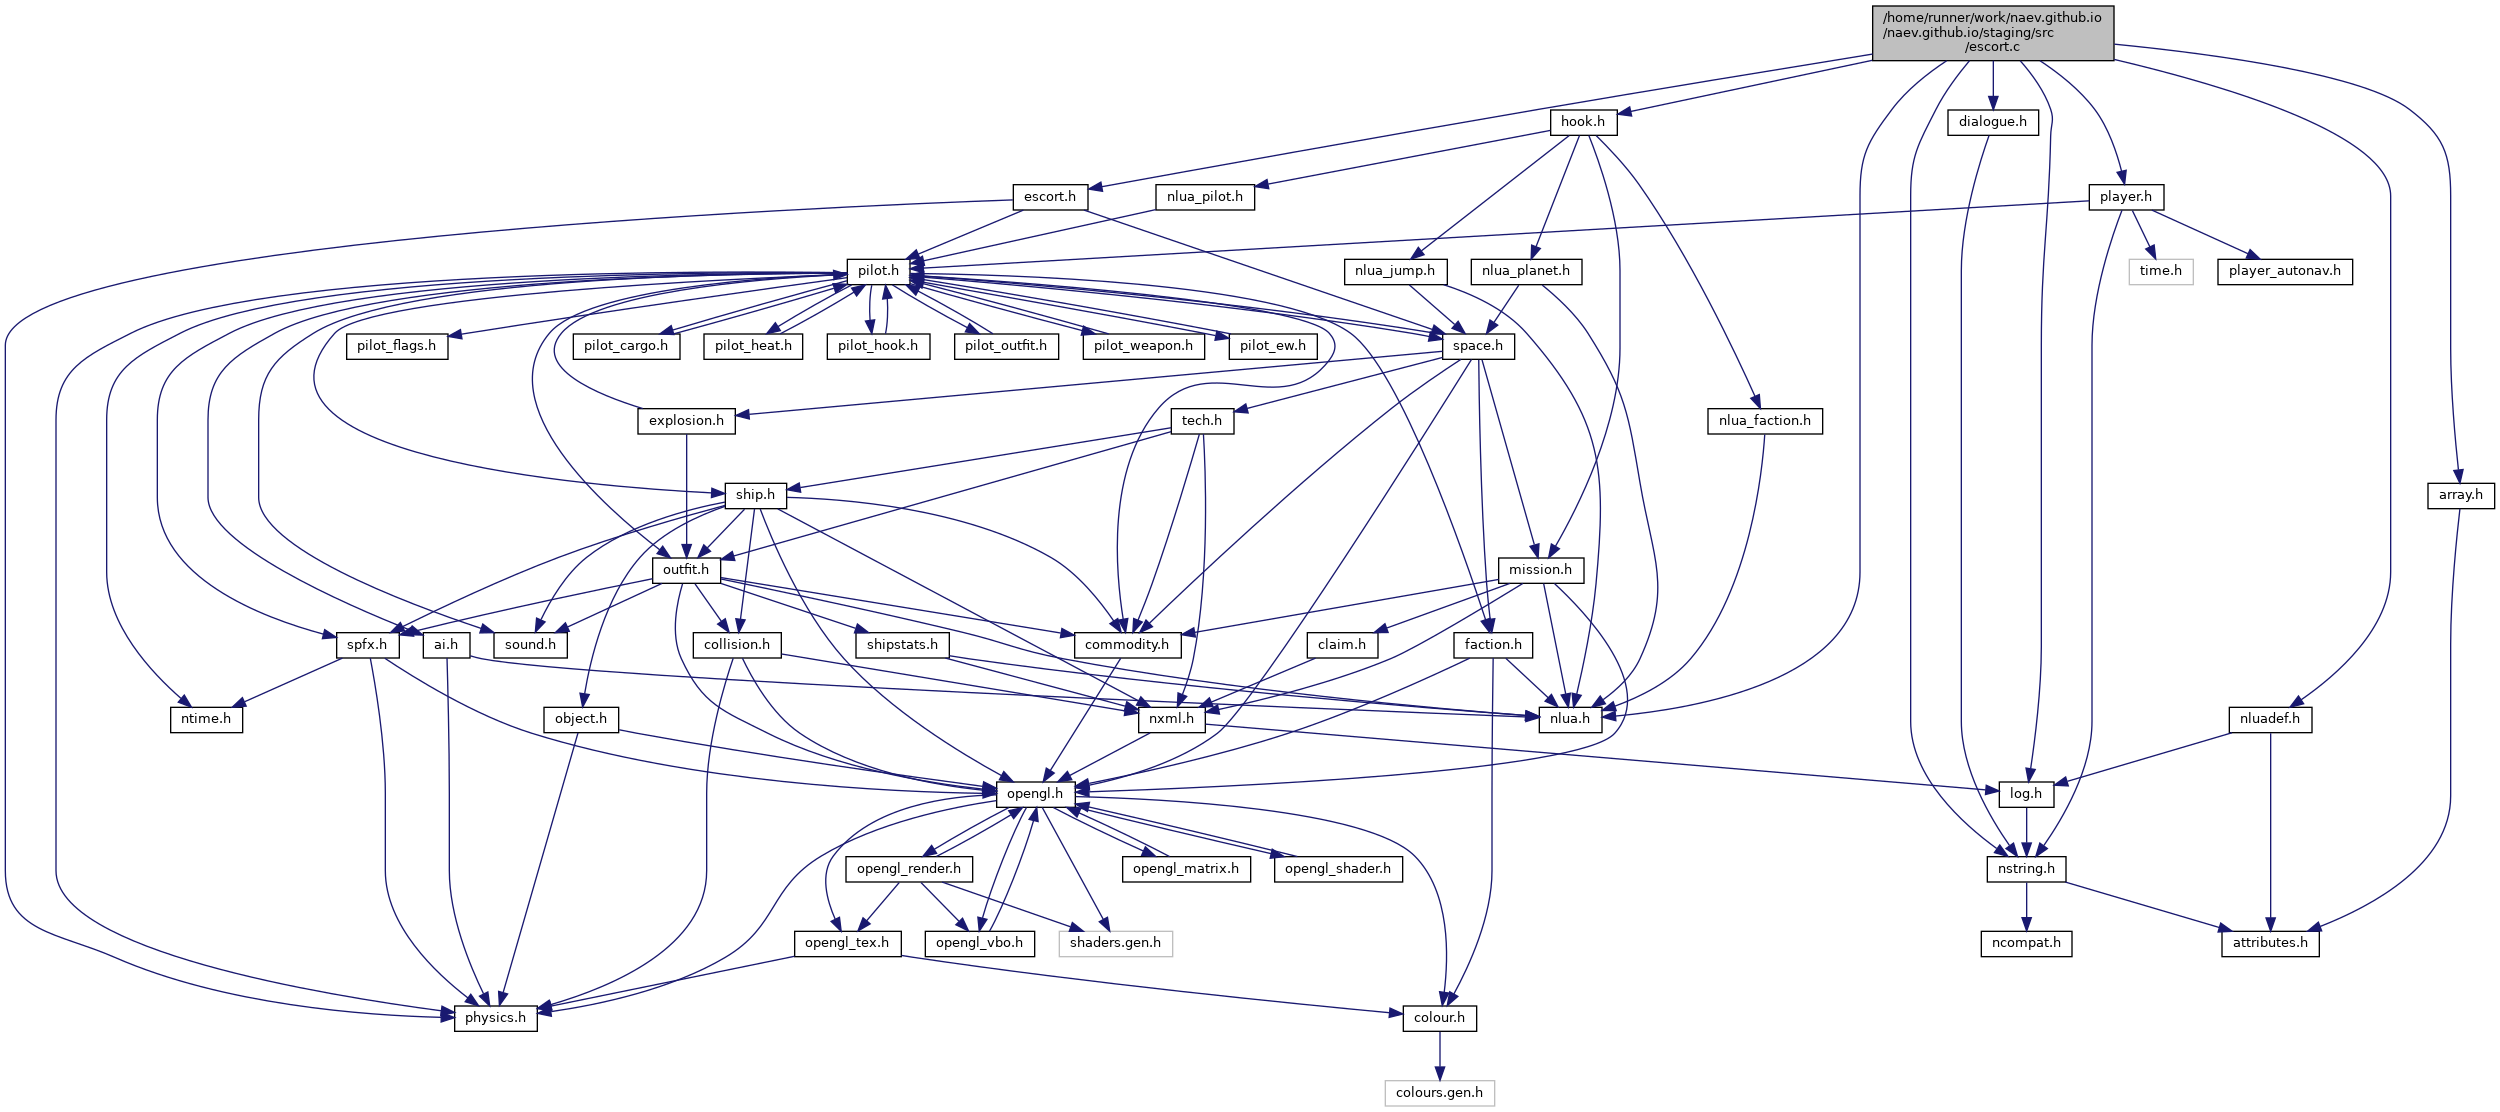 /home/runner/work/naev.github.io
/naev.github.io/staging/src
/escort.c
hook.h
dialogue.h
escort.h
nlua_pilot.h
player.h
pilot.h
nlua_jump.h
nlua_planet.h
time.h
player_autonav.h
pilot_flags.h
pilot_cargo.h
pilot_heat.h
pilot_hook.h
pilot_outfit.h
pilot_weapon.h
pilot_ew.h
space.h
explosion.h
tech.h
nlua_faction.h
ship.h
array.h
outfit.h
mission.h
spfx.h
ai.h
sound.h
collision.h
shipstats.h
commodity.h
claim.h
faction.h
ntime.h
object.h
nxml.h
nlua.h
nluadef.h
opengl.h
log.h
opengl_render.h
opengl_matrix.h
opengl_shader.h
nstring.h
opengl_tex.h
opengl_vbo.h
shaders.gen.h
ncompat.h
attributes.h
physics.h
colour.h
colours.gen.h